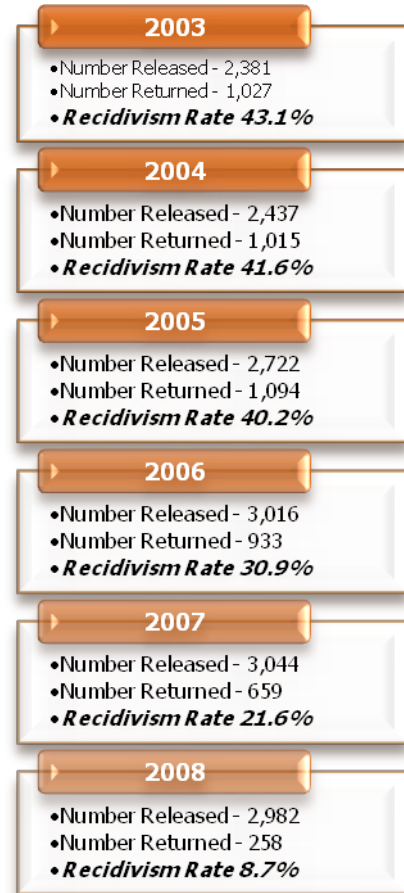 2003
•Number Released - 2,381
•Number Returned - 1,027
•Recidivism Rate 43.1%
2004
•Number Released - 2,437
•Number Returned - 1,015
•Recidivism Rate 41.6%
2005
•Number Released - 2,722
•Number Returned - 1,094
•Recidivism Rate 40.2%
2006
•Number Released - 3,016
•Number Returned - 933
•Recidivism Rate 30.9%
2007
•Number Released - 3,044
•Number Returned - 659
•Recidivism Rate 21.6%
2008
•Number Released - 2,982
•Number Returned - 258
•Recidivism Rate 8.7%